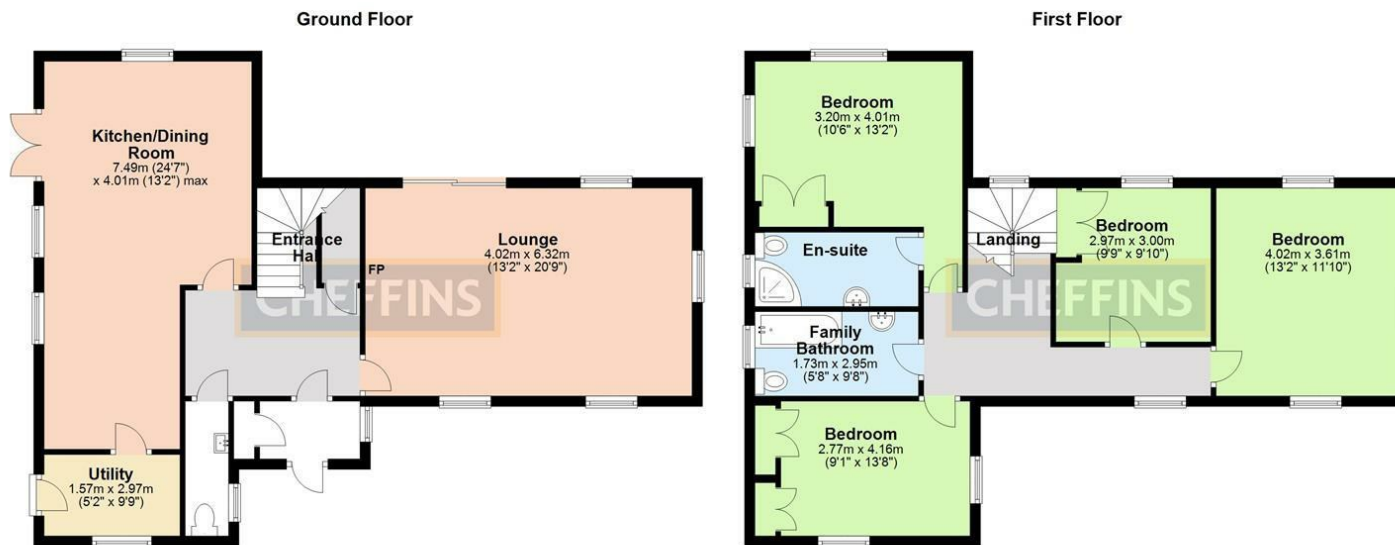 Ground Floor
Kitchen/Dining
Room
7.49m (24'7")
x 4.01m (13'2") max
Entrance
Hall
FP
Lounge
4.02m x 6.32m
(13'2" x 20'9")
CHEFFINS
Utility
1.57m x 2.97m
(5'2" x 9'9")
First Floor
Bedroom
3.20m x 4.01m
(10'6" x 13'2")
En-suite
Landing
Bedroom
2.97m x 3.00m
(9'9" x 9'10")
Bedroom
4.02m x 3.61m
(13'2" x 11'10")
CHEFFINS
Family
Bathroom
1.73m x 2.95m
(5'8" x 9'8")
Bedroom
2.77m x 4.16m
(9'1" x 13'8")